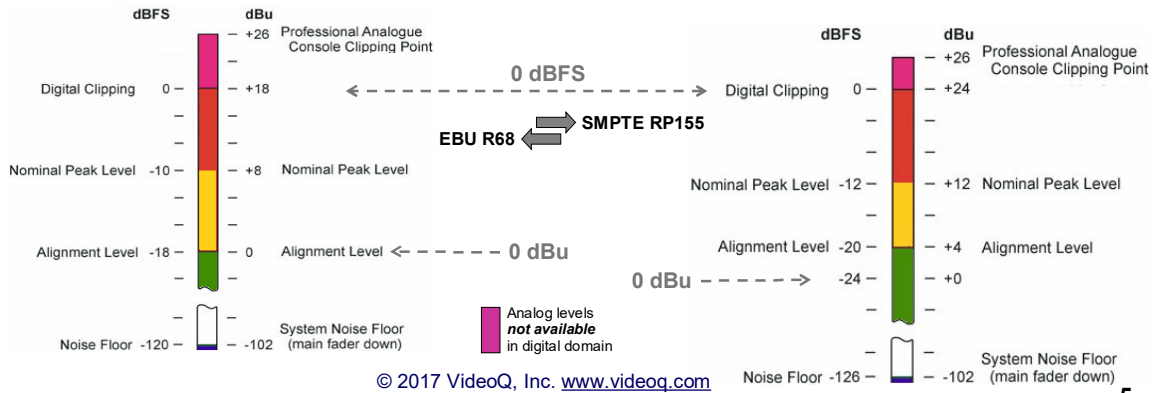 dBFS dBu
+26 Professional Analogue
Console Clipping Point
Digital Clipping 0 +18
Nominal Peak Level -10 +8 Nominal Peak Level
Alignment Level -18 0 Alignment Level
Noise Floor -120 -102 System Noise Floor
(main fader down)
0 dBFS
SMPTE RP155
EBU R68
0 dBu
0 dBu
Analog levels
not available
in digital domain
dBFS dBu
+26 Professional Analogue
Console Clipping Point
Digital Clipping 0 +24
Nominal Peak Level -12 +12 Nominal Peak Level
Alignment Level -20 +4 Alignment Level
-24 +0
Noise Floor -126 -102 System Noise Floor
(main fader down)
© 2017 VideoQ, Inc. www.videoq.com